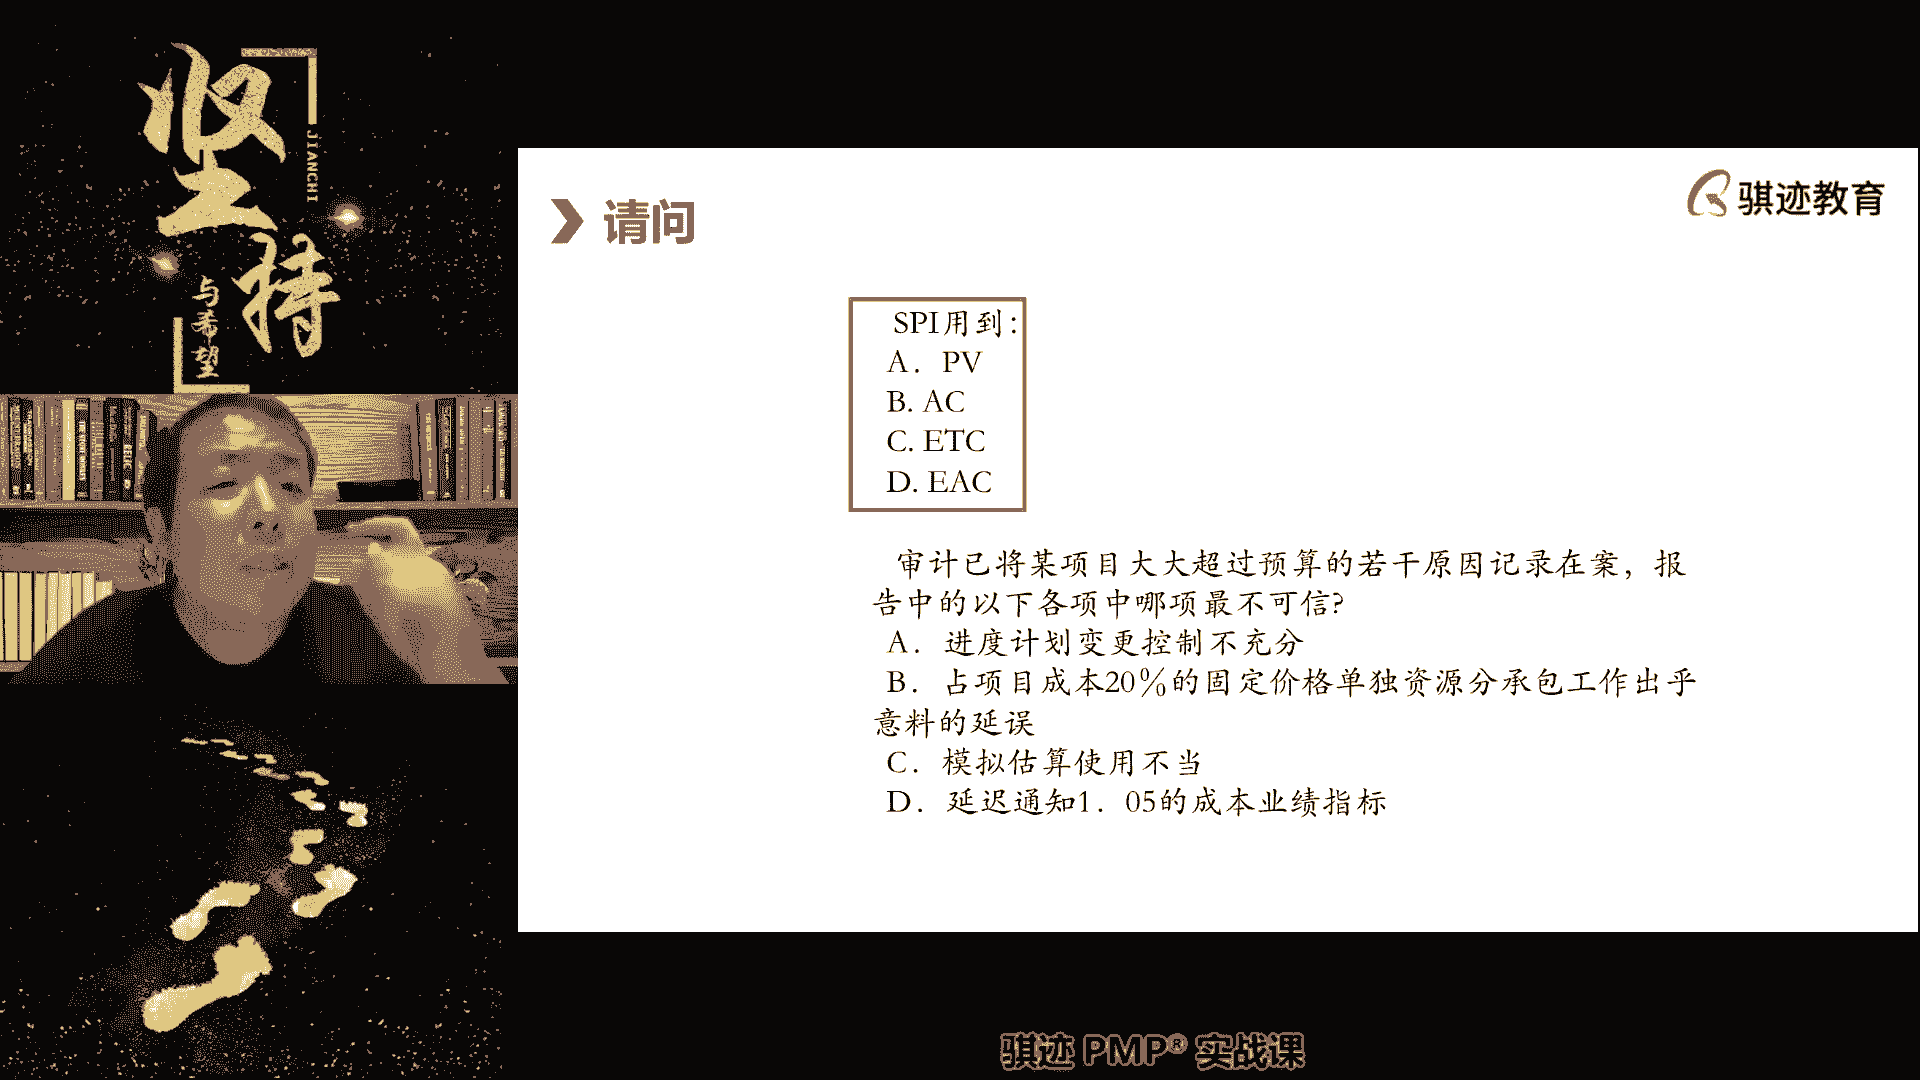 坚持
JIANCHI
与希望
骐迹教育
请问
SPI用到：
A．PV
B. AC
C. ETC
D. EAC
审计已将某项目大大超过预算的若干原因记录在案，报
告中的以下各项中哪项最不可信?
A．进度计划变更控制不充分
B．占项目成本20%的固定价格单独资源分承包工作出乎
意料的延误
C．模拟估算使用不当
D．延迟通知1．05的成本业绩指标
骐迹 PMP® 实战课